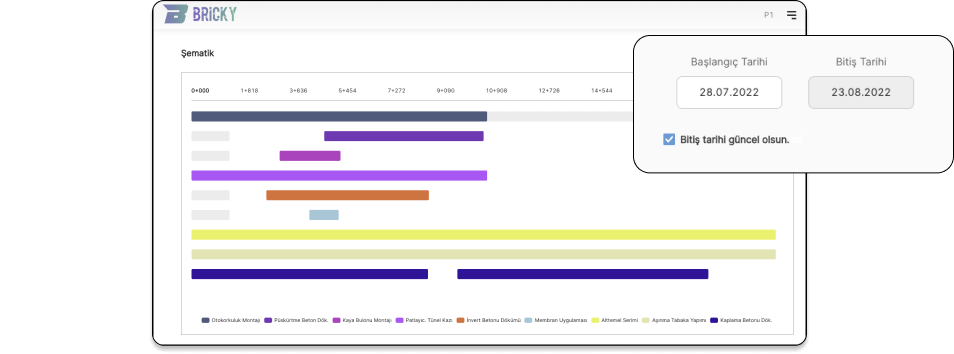 BRICKY
P1
Şematik
0+000 1+818 3+636 5+454 7+272 9+090 10+908 12+726 14+544
Başlangıç Tarihi Bitiş Tarihi
28.07.2022 23.08.2022
Bitiş tarihi güncel olsun.
Otokorkuluk Montajı Püskürtme Beton Dök. Kaya Bulonu Montajı Patlayıc. Tünel Kazı İnvert Betonu Dökümü Membran Uygulaması Alttemel Serimi Aşınma Tabaka Yapımı Kaplama Betonu Dök.